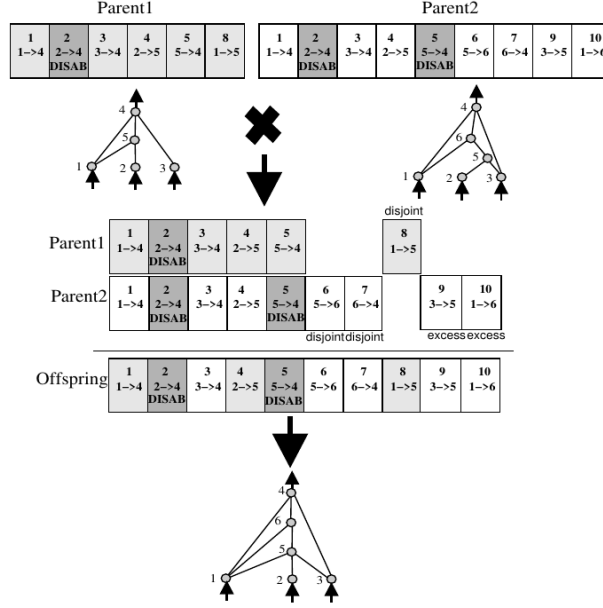 Parent1 Parent2
1 2 3 4 5 8
1->4 2->4 3->4 2->5 5->4 1->5
DISAB
1 2 3 4 5 6 7 9 10
1->4 2->4 3->4 2->5 5->4 5->6 6->4 3->5 1->6
DISAB DISAB
4
5
1 2 3
4
6
5
1 2 3
disjoint
Parent1
1 2 3 4 5 8
1->4 2->4 3->4 2->5 5->4 1->5
DISAB
Parent2
1 2 3 4 5 6 7 9 10
1->4 2->4 3->4 2->5 5->4 5->6 6->4 3->5 1->6
DISAB DISAB
disjoint disjoint excess excess
Offspring
1 2 3 4 5 6 7 8 9 10
1->4 2->4 3->4 2->5 5->4 5->6 6->4 1->5 3->5 1->6
DISAB DISAB
4
6
5
1 2 3